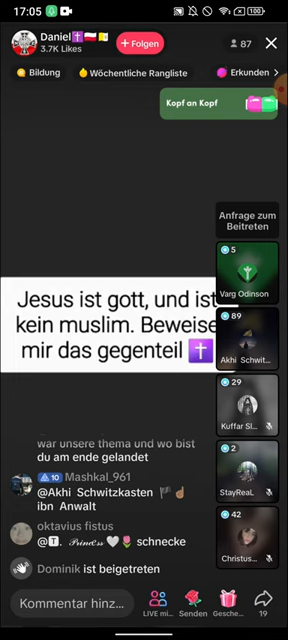 17:05
100
Daniel✝️🇵🇱🇻🇦
3.7K Likes
+ Folgen
87
Bildung
Wöchentliche Rangliste
Erkunden >
Kopf an Kopf
Anfrage zum
Beitreten
5
Varg Odinson
89
Akhi Schwit...
29
Kuffar Sl...
2
StayReaL
42
Christus...
Jesus ist gott, und ist
kein muslim. Beweise
mir das gegenteil ✝️
war unsere thema und wo bist
du am ende gelandet
10 Mashkal_961
@Akhi Schwitzkasten 🏴☝🏽
ibn Anwalt
oktavius fistus
@🆃. 𝒫𝓇𝒾𝓃𝒸𝑒𝓈𝓈 🤍🌷 schnecke
Dominik ist beigetreten
Kommentar hinz...
LIVE mi...
Senden
Gesche...
19